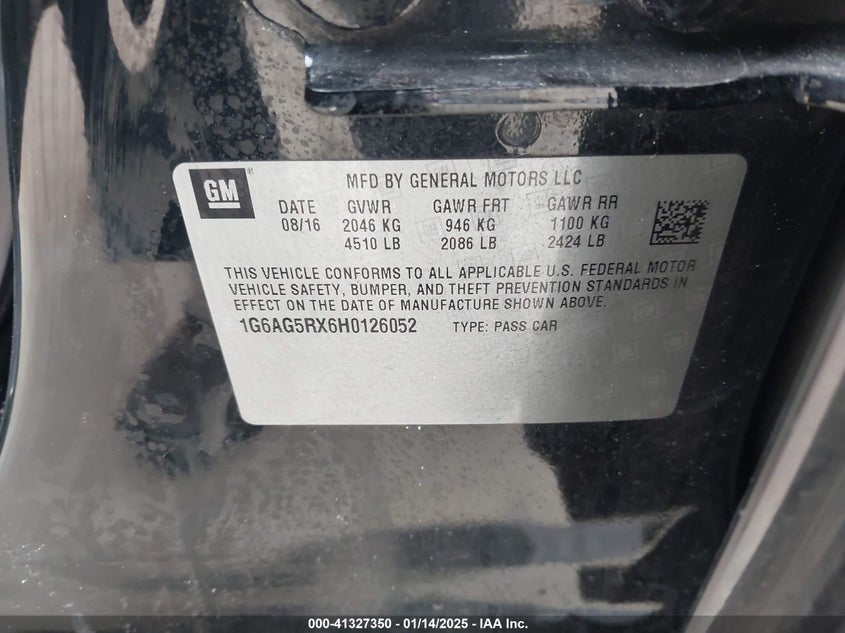 GM
MFD BY GENERAL MOTORS LLC
DATE GVWR GAWR FRT GAWR RR
08/16 2046 KG 946 KG 1100 KG
4510 LB 2086 LB 2424 LB
THIS VEHICLE CONFORMS TO ALL APPLICABLE U.S. FEDERAL MOTOR
VEHICLE SAFETY, BUMPER, AND THEFT PREVENTION STANDARDS IN
EFFECT ON THE DATE OF MANUFACTURE SHOWN ABOVE.
1G6AG5RX6H0126052 TYPE: PASS CAR
000-41327350 - 01/14/2025 - IAA Inc.